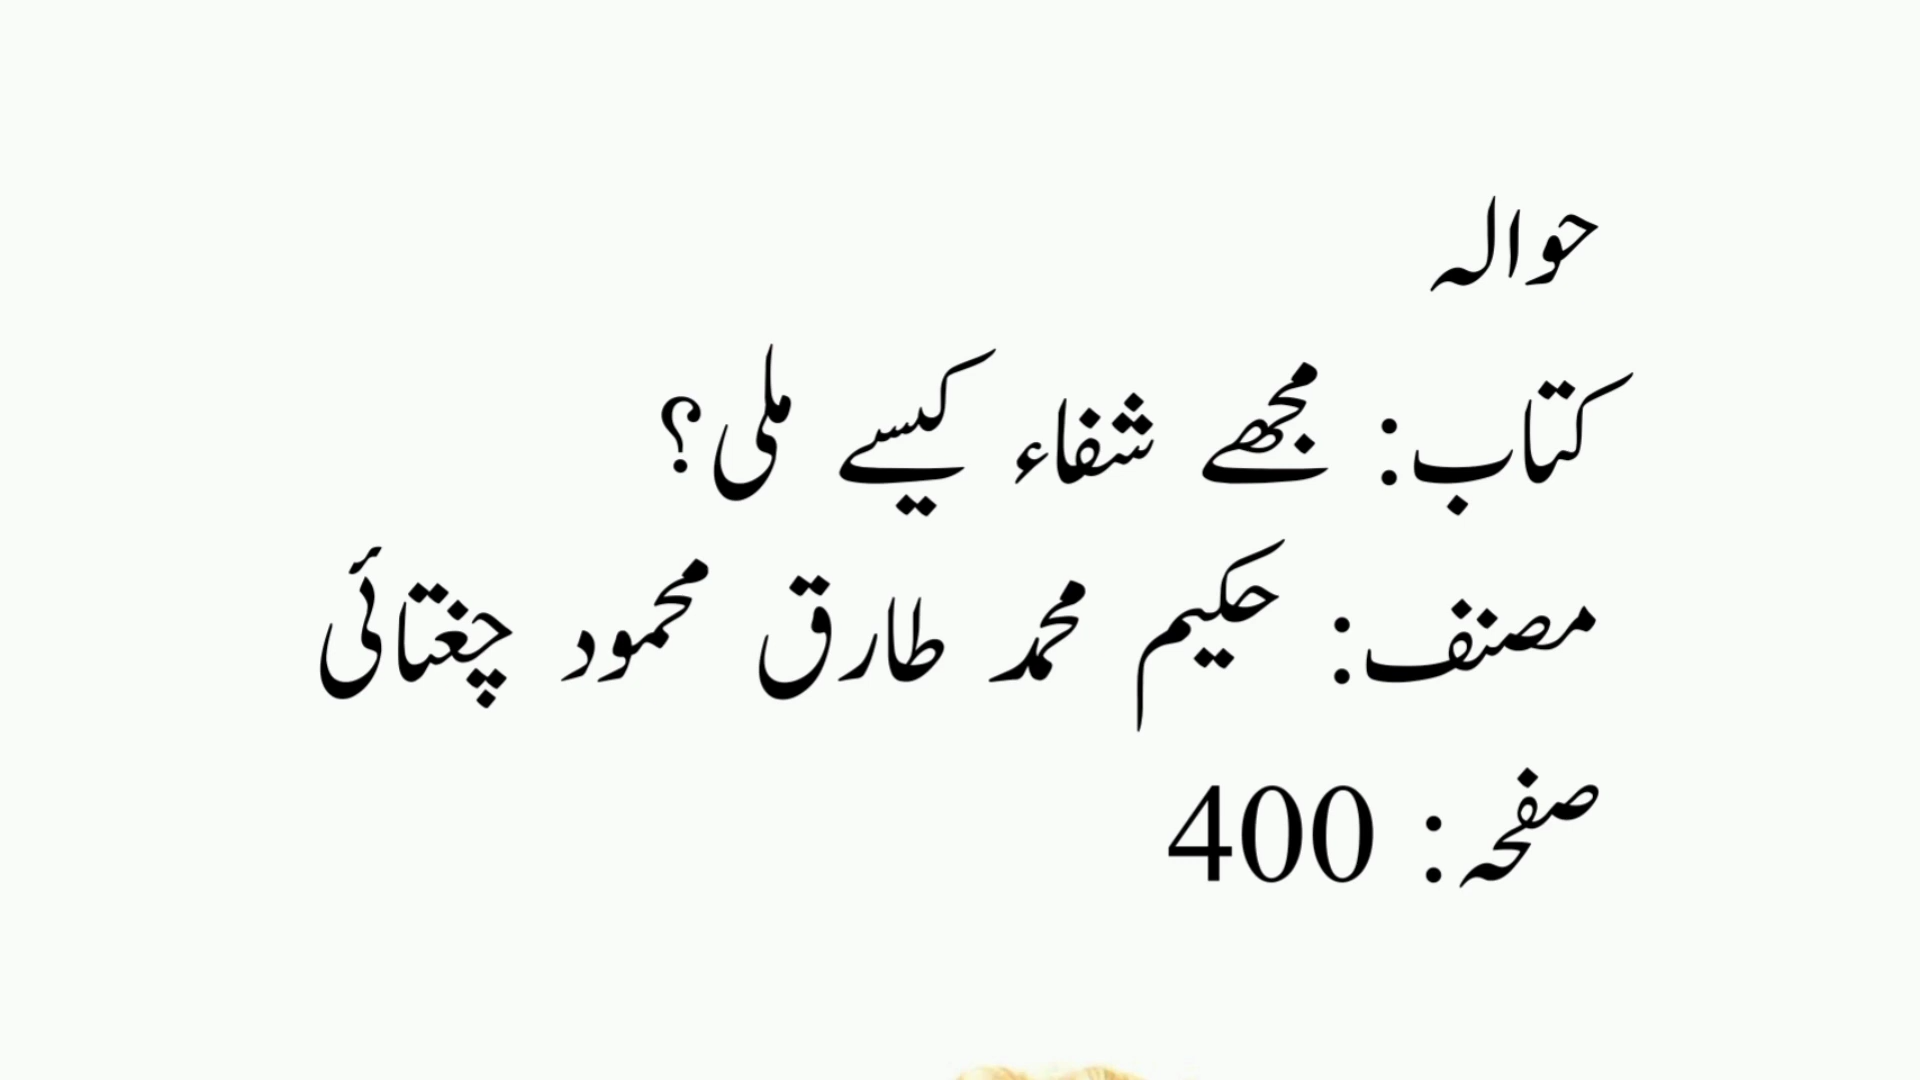 حوالہ
کتاب: مجھے شفاء کیسے ملی؟
مصنف: حکیم محمد طارق محمود چغتائی
صفحہ: 400